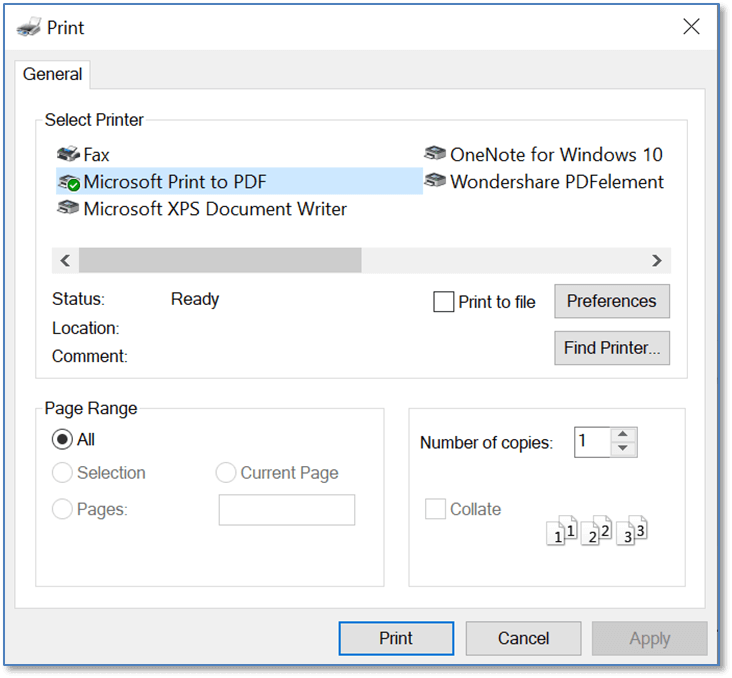 Print
General
Select Printer
Fax
OneNote for Windows 10
Microsoft Print to PDF
Wondershare PDFelement
Microsoft XPS Document Writer
Status: Ready
Print to file
Preferences
Location:
Find Printer...
Comment:
Page Range
All
Selection
Current Page
Pages:
Number of copies: 1
Collate
1 1 2 2 3 3
Print
Cancel
Apply